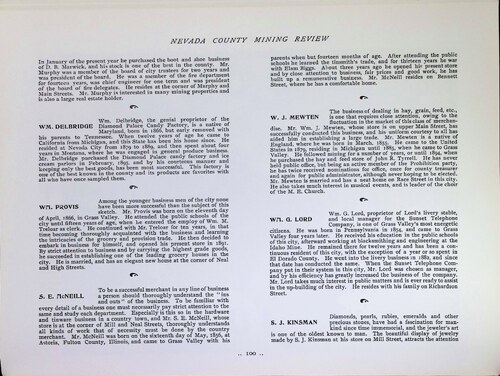 NEVADA COUNTY MINING REVIEW
In January of the present year he purchased the boot and shoe business
of D. B. Marwick, and his stock is one of the best in the county. Mr.
Murphy was a member of the board of city trustees for two years and
was president of the board. He was a member of the fire department
for fourteen years, was chief engineer for one term and was president
of the board of fire delegates. He resides at the corner of Murphy and
Main Streets. Mr. Murphy is interested in many mining properties and
is also a large real estate holder.
WM. DELBRIDGE
Wm. Delbridge, the genial proprietor of the
Diamond Palace Candy Factory, is a native of
Maryland, born in 1866, but early removed with
his parents to Tennessee. When twelve years of age he came to
California from Michigan, and this State has been his home since. He
resided at Nevada City from 1879 to 1889, and then spent about four
years in Montana, where he was engaged in general produce business.
Mr. Delbridge purchased the Diamond Palace candy factory and ice
cream parlors in February, 1895, and by his courteous manner and
keeping only the best goods, has been most successful. The factory is
one of the best known in the county and its products are favorites with
all who have once sampled them.
WM. PROVIS
Among the younger business men of the city none
have been more successful than the subject of this
sketch. Mr. Provis was born on the eleventh day
of April, 1866, in Grass Valley. He attended the public schools of the
city until fifteen years of age, when he entered the employ of Wm. M.
Treloar as clerk. He continued with Mr. Treloar for ten years, in that
time becoming thoroughly acquainted with the business and learning
the intricacies of the grocery and provision trade. He then decided to
embark in business for himself, and opened his present store in 1891.
By strict attention to business and by carrying the highest grade goods,
he succeeded in establishing one of the leading grocery houses in the
city. He is married, and has an elegant new home at the corner of Neal
and High Streets.
S. E. McNEILL
To be a successful merchant in any line of business
a person should thoroughly understand the "ins
and outs" of the business. To be familiar with
every detail of a business one must necessarily pay strict attention to the
same and study each department. Especially is this so in the hardware
and tinware business in a country town, and Mr. S. E. McNeill, whose
store is at the corner of Mill and Neal Streets, thoroughly understands
all kinds of work that of necessity must be done by the country
merchant. Mr. McNeill was born on the sixteenth day of May, 1856, at
Astoria, Fulton County, Illinois, and came to Grass Valley with his
parents when but fourteen months of age. After attending the public
schools he learned the tinsmith's trade, and for thirteen years he was
with Elam Biggs. About three years ago he opened his present store
and by close attention to business, fair prices and good work, he has
built up a remunerative business. Mr. McNeill resides on Bennett
Street, where he has a comfortable home.
W. J. MEWTEN
The business of dealing in hay, grain, feed, etc.,
is one that requires close attention, owing to the
fluctuation in the market of this class of merchan-
dise. Mr. Wm. J. Mewten, whose store is on upper Main Street, has
successfully conducted this business, and his uniform courtesy to all has
aided him in establishing a large trade. Mr. Mewten is a native of
England, where he was born in March, 1853. He came to the United
States in 1879, residing in Michigan until 1885, when he came to Grass
Valley. He was a miner for a number of years, or until 1894, when
he purchased the hay and feed store of John R. Tyrrell. He has never
held public office, but being an active member of the Prohibition party,
he has twice received nominations for office, once for county treasurer
and again for public administrator, although never hoping to be elected.
Mr. Mewten is married and has a neat home on Race Street in this city.
He also takes much interest in musical events, and is leader of the choir
of the M. E. Church.
WM. G. LORD
Wm. G. Lord, proprietor of Lord's livery stable,
and local manager for the Sunset Telephone
Company, is one of Grass Valley's most energetic
citizens. He was born in Pennsylvania in 1854, and came to Grass
Valley four years later. He received his education in the public schools
of this city, afterward working at blacksmithing and engineering at the
Idaho Mine. He remained there for twelve years and has been a con-
tinuous resident of this city, with the exception of a year or so spent in
El Dorado County. He went into the livery business in 1889, and since
that date has conducted the same. When the Sunset Telephone Com-
pany put in their system in this city, Mr. Lord was chosen as manager,
and by his efficiency has greatly increased the business of the company.
Mr. Lord takes much interest in political matters and is ever ready to assist
in the up-building of the city. He resides with his family on Richardson
Street.
S. J. KINSMAN
Diamonds, pearls, rubies, emeralds and other
precious stones, have had a fascination for man-
kind since time immemorial, and the jeweler's art
is one of the oldest known to man. The beautiful display of jewelry
made by S. J. Kinsman at his store on Mill Street, attracts the attention
.. 100 ..